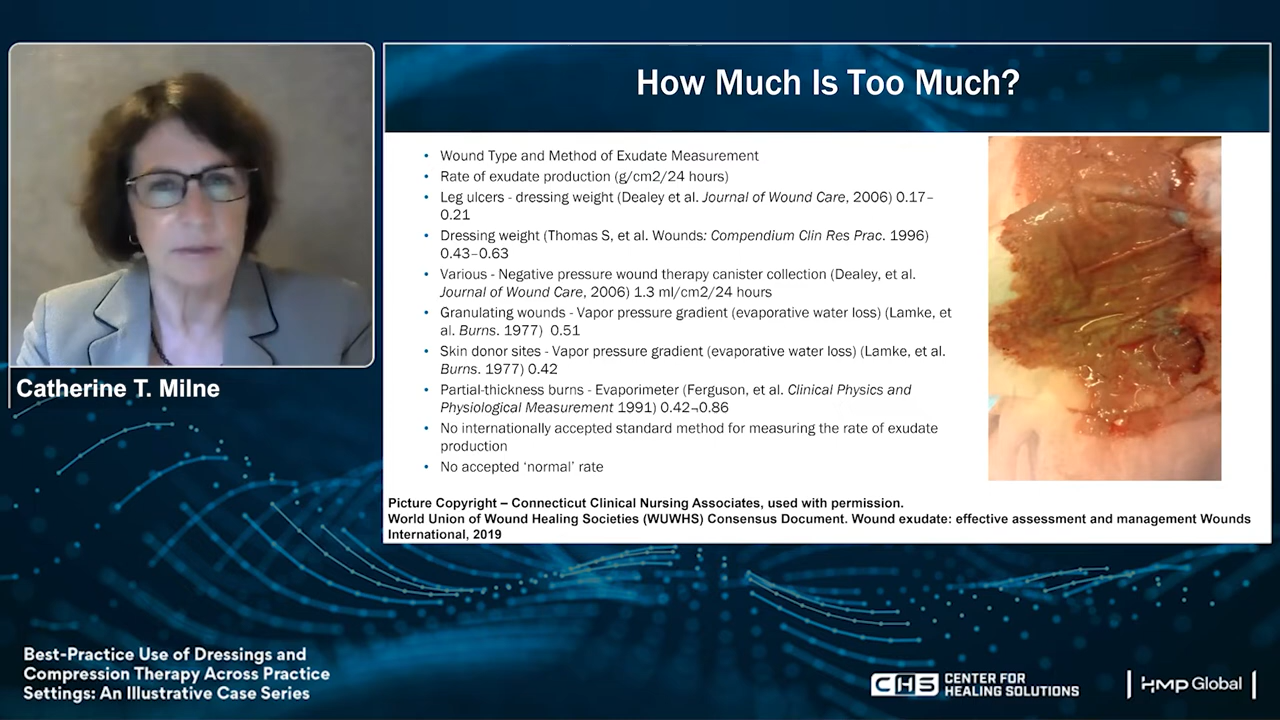 How Much Is Too Much?
• Wound Type and Method of Exudate Measurement
• Rate of exudate production (g/cm2/24 hours)
• Leg ulcers - dressing weight (Dealey et al. Journal of Wound Care, 2006) 0.17–
0.21
• Dressing weight (Thomas S, et al. Wounds: Compendium Clin Res Prac. 1996)
0.43–0.63
• Various - Negative pressure wound therapy canister collection (Dealey, et al.
Journal of Wound Care, 2006) 1.3 ml/cm2/24 hours
• Granulating wounds - Vapor pressure gradient (evaporative water loss) (Lamke, et
al. Burns. 1977) 0.51
• Skin donor sites - Vapor pressure gradient (evaporative water loss) (Lamke, et al.
Burns. 1977) 0.42
• Partial-thickness burns - Evaporimeter (Ferguson, et al. Clinical Physics and
Physiological Measurement 1991) 0.42¬0.86
• No internationally accepted standard method for measuring the rate of exudate
production
• No accepted ‘normal’ rate
Picture Copyright – Connecticut Clinical Nursing Associates, used with permission.
World Union of Wound Healing Societies (WUWHS) Consensus Document. Wound exudate: effective assessment and management Wounds
International, 2019
Catherine T. Milne
Best-Practice Use of Dressings and
Compression Therapy Across Practice
Settings: An Illustrative Case Series
CHS CENTER FOR
HEALING SOLUTIONS
HMP Global